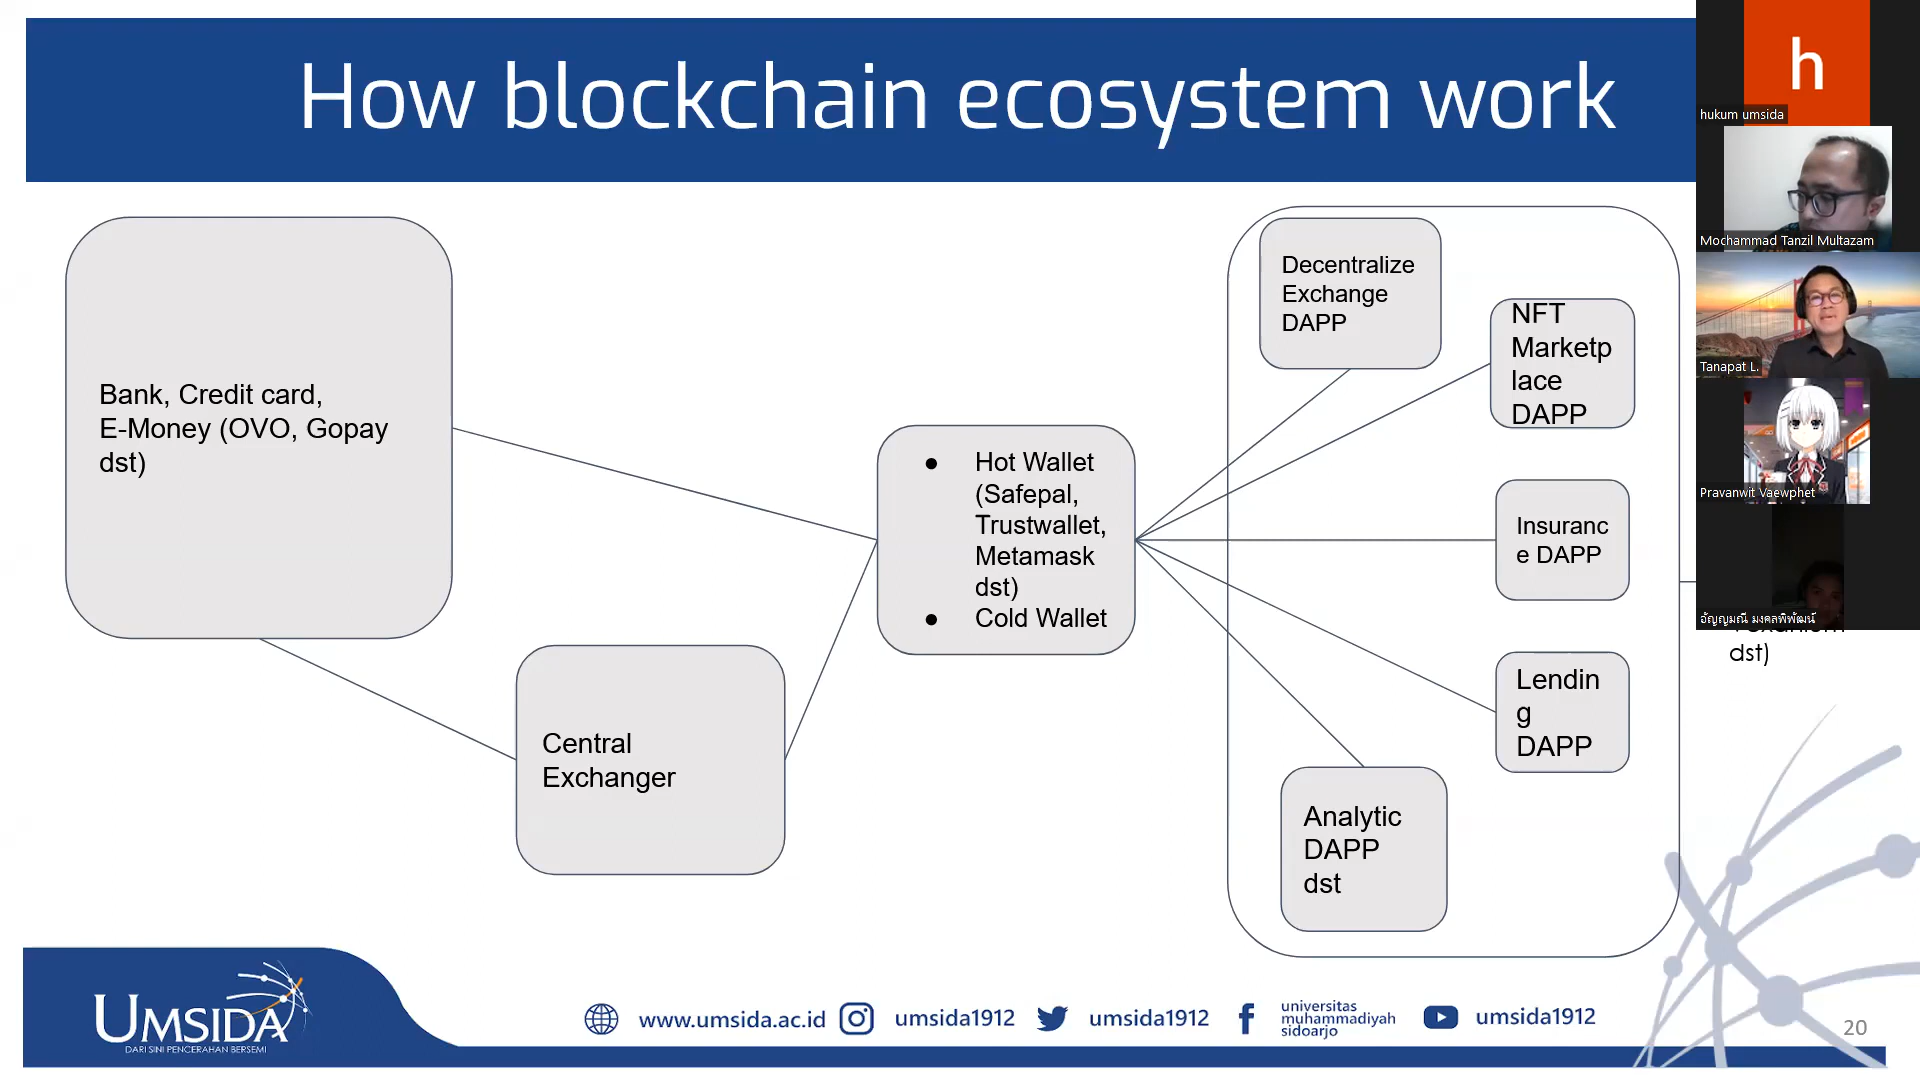 How blockchain ecosystem work
h
hukum umsida
Mochammad Tanzil Multazam
Tanapat L.
Pravanwit Vaewphet
อัญญมณี มงคลพิพัฒน์
Bank, Credit card,
E-Money (OVO, Gopay
dst)
Central
Exchanger
● Hot Wallet
(Safepal,
Trustwallet,
Metamask
dst)
● Cold Wallet
Decentralize
Exchange
DAPP
NFT
Marketp
lace
DAPP
Insuranc
e DAPP
Lendin
g
DAPP
Analytic
DAPP
dst
dst)
UMSIDA
DARI SINI PENCERAHAN BERSEMI
www.umsida.ac.id
umsida1912
umsida1912
universitas
muhammadiyah
sidoarjo
umsida1912
20